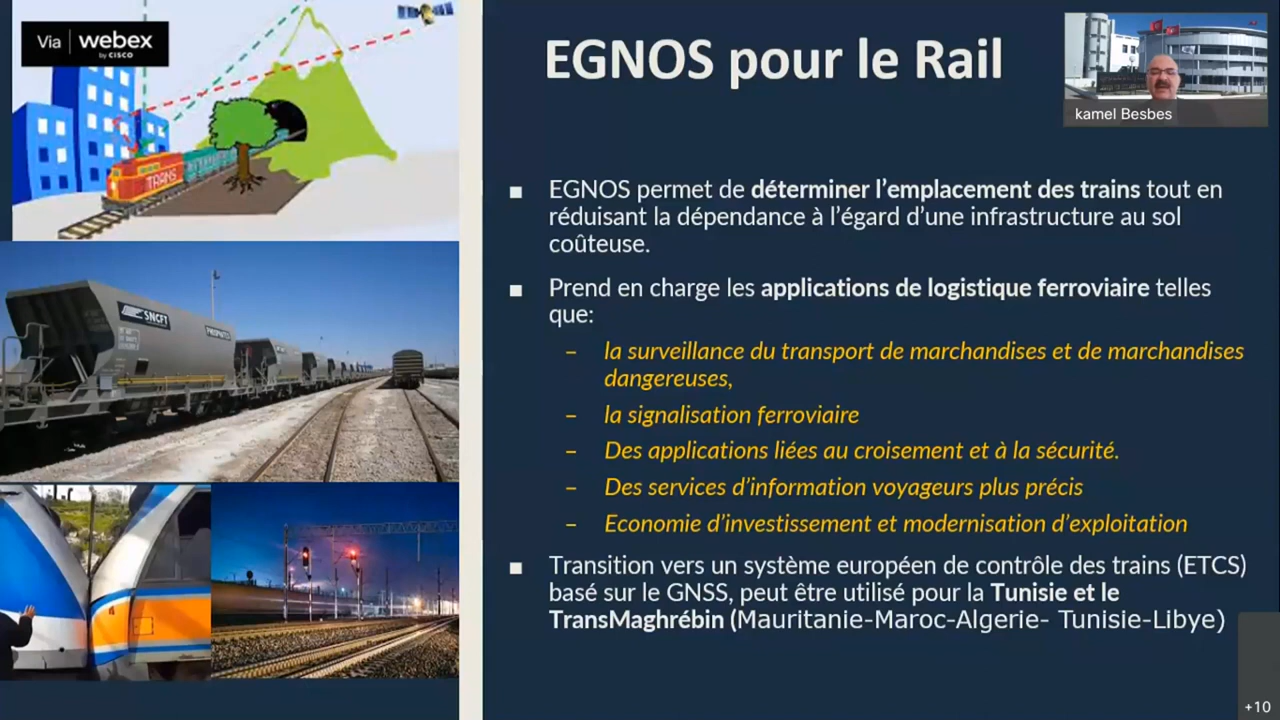 Via webex
by CISCO
EGNOS pour le Rail
kamel Besbes
TRANS
SNCFT
PHOSPHATES
▪ EGNOS permet de déterminer l’emplacement des trains tout en
réduisant la dépendance à l’égard d’une infrastructure au sol
coûteuse.
▪ Prend en charge les applications de logistique ferroviaire telles
que:
– la surveillance du transport de marchandises et de marchandises
dangereuses,
– la signalisation ferroviaire
– Des applications liées au croisement et à la sécurité.
– Des services d’information voyageurs plus précis
– Economie d’investissement et modernisation d’exploitation
▪ Transition vers un système européen de contrôle des trains (ETCS)
basé sur le GNSS, peut être utilisé pour la Tunisie et le
TransMaghrébin (Mauritanie-Maroc-Algerie- Tunisie-Libye)
+10